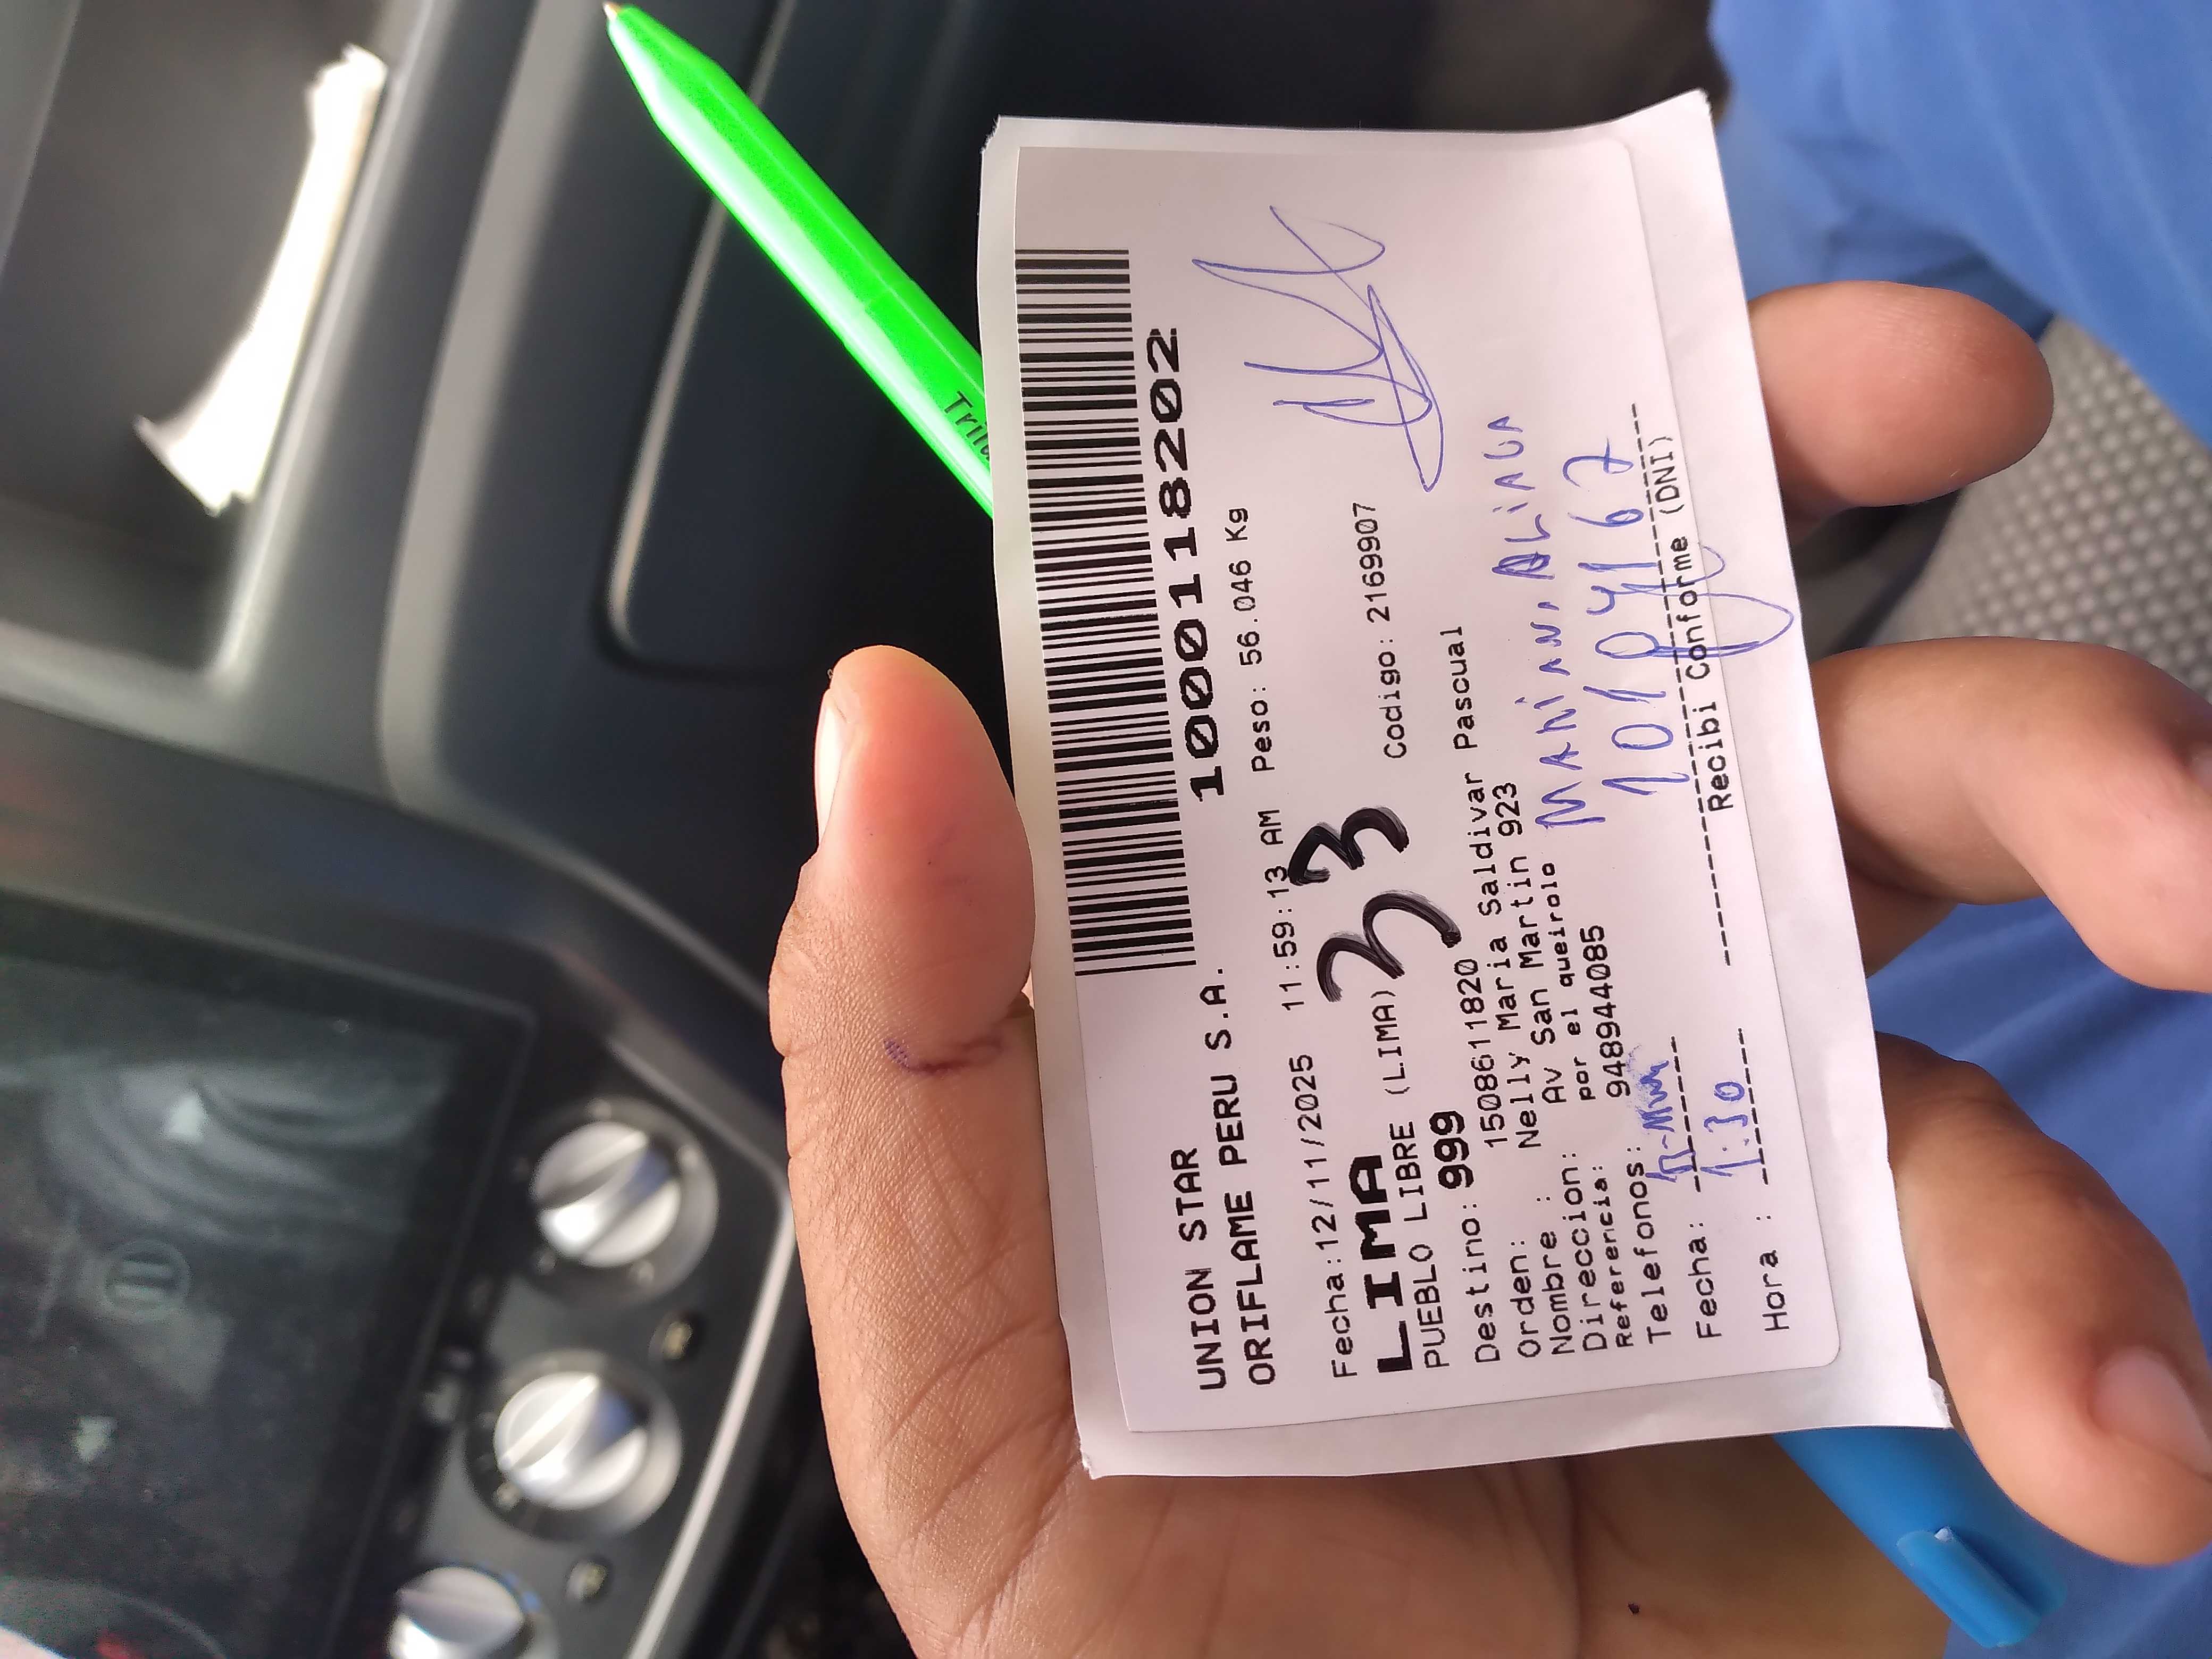 UNION STAR
ORIFLAME PERU S.A.
1000118202
Fecha:12/11/2025 11:59:13 AM Peso: 56.046 Kg
LIMA
33
PUEBLO LIBRE (LIMA)
Codigo: 2169907
Destino: 999
Orden: 1508611820
Nombre : Nelly Maria Saldivar Pascual
Direccion: Av San Martin 923
Referencia: por el queirolo
Telefonos: 948944085
Fecha:
Hora : 1:30
Recibi Conforme (DNI)